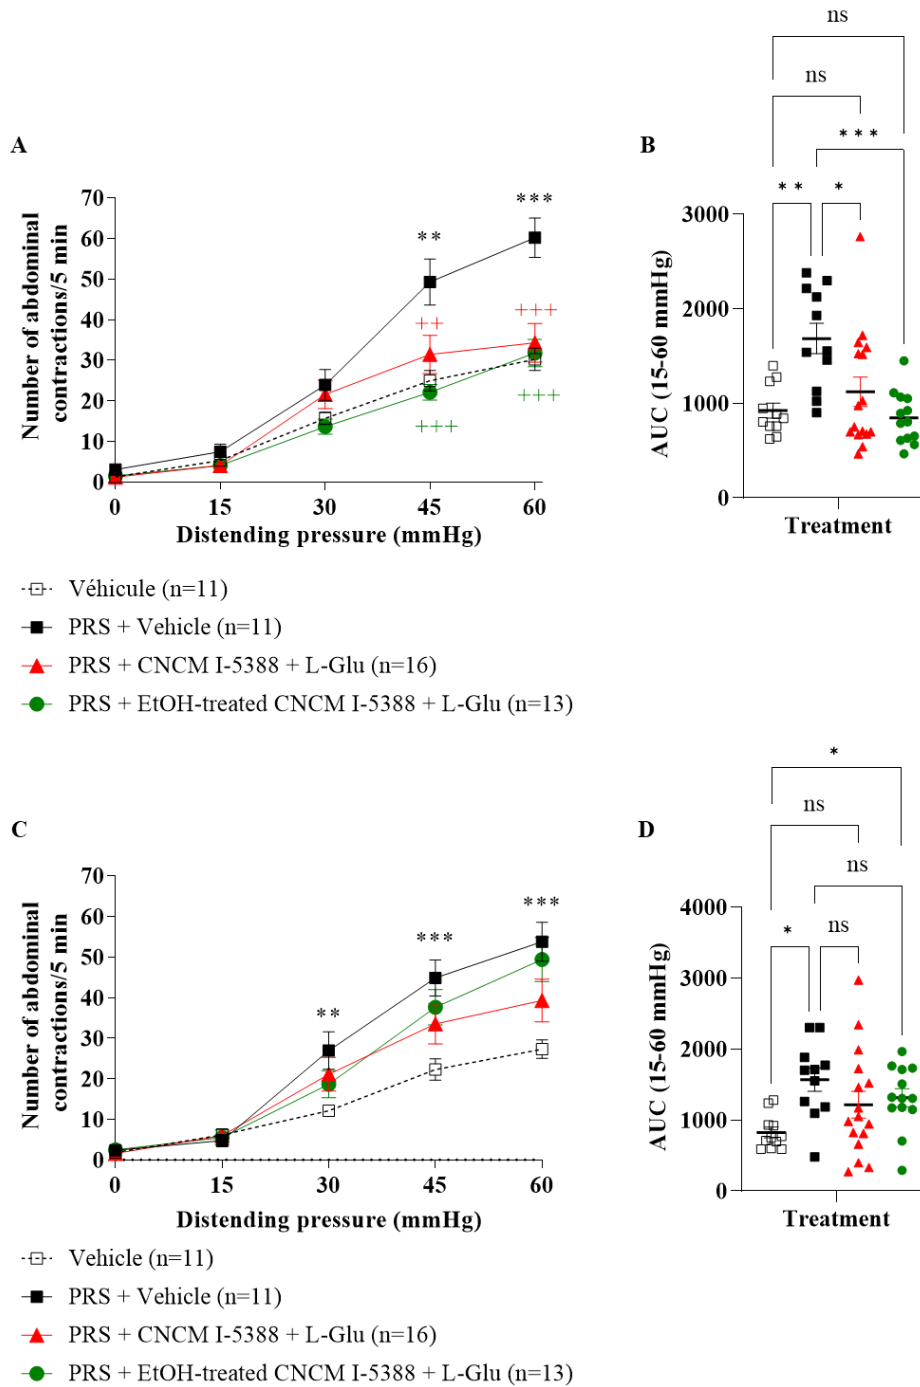 A
B
ns
ns
* * *
* *
*
Number of abdominal
contractions/5 min
70
60
50
40
30
20
10
0
**
***
++
+++
+++
+++
0 15 30 45 60
Distending pressure (mmHg)
AUC (15-60 mmHg)
3000
2000
1000
0
Treatment
Véhicule (n=11)
PRS + Vehicle (n=11)
PRS + CNCM I-5388 + L-Glu (n=16)
PRS + EtOH-treated CNCM I-5388 + L-Glu (n=13)
C
D
*
ns
ns
*
ns
Number of abdominal
contractions/5 min
70
60
50
40
30
20
10
0
**
***
***
0 15 30 45 60
Distending pressure (mmHg)
AUC (15-60 mmHg)
4000
3000
2000
1000
0
Treatment
Vehicle (n=11)
PRS + Vehicle (n=11)
PRS + CNCM I-5388 + L-Glu (n=16)
PRS + EtOH-treated CNCM I-5388 + L-Glu (n=13)